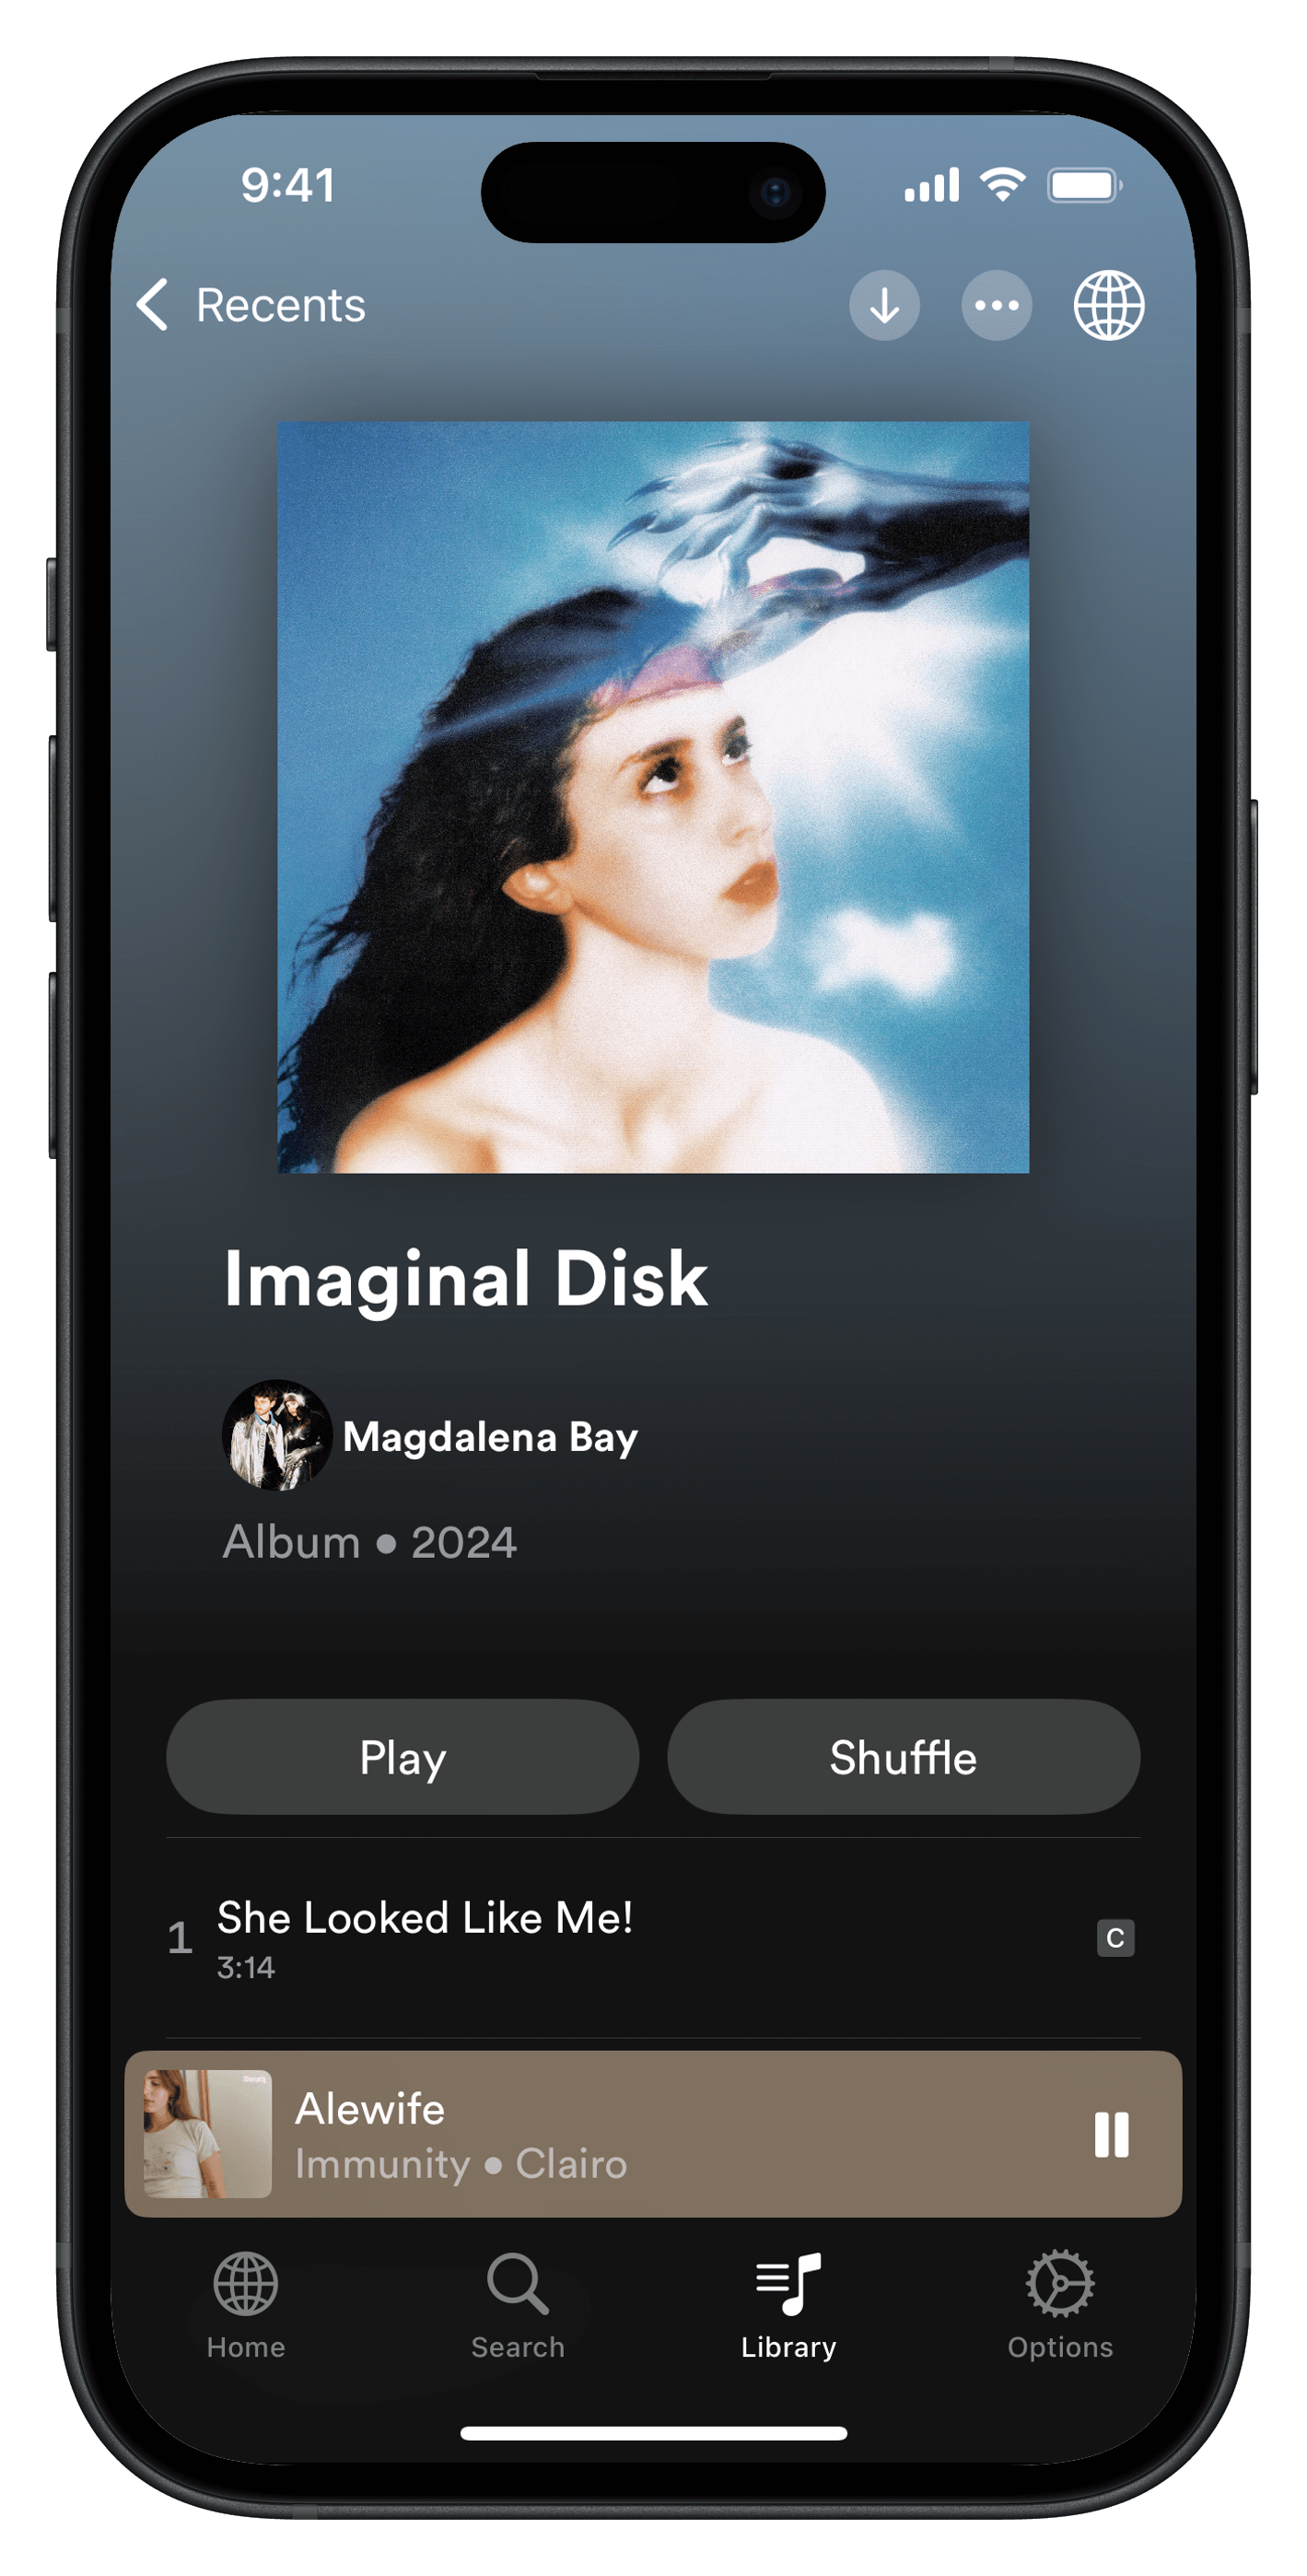 9:41
Recents
Imaginal Disk
Magdalena Bay
Album • 2024
Play
Shuffle
1
She Looked Like Me!
3:14
C
Alewife
Immunity • Clairo
Home
Search
Library
Options